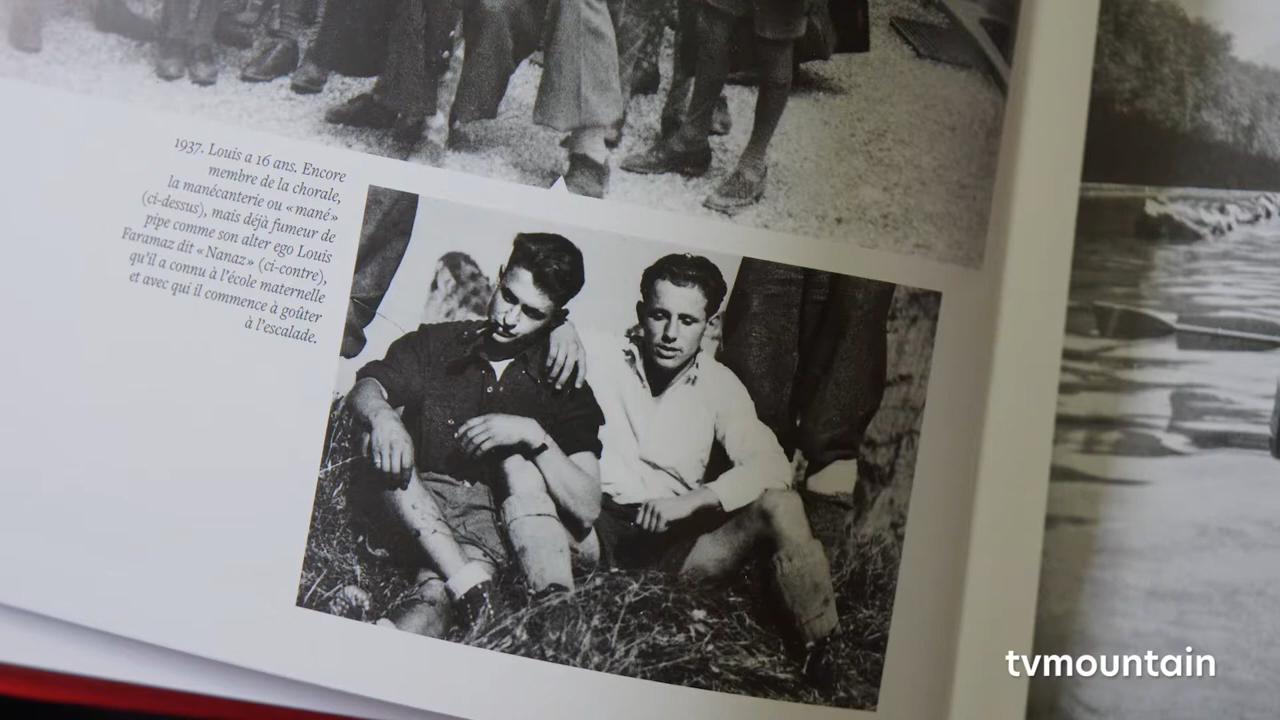 1937. Louis a 16 ans. Encore
membre de la chorale,
la manécanterie ou « mané »
(ci-dessus), mais déjà fumeur de
pipe comme son alter ego Louis
Faramaz dit « Nanaz » (ci-contre),
qu'il a connu à l'école maternelle
et avec qui il commence à goûter
à l'escalade.
tvmountain